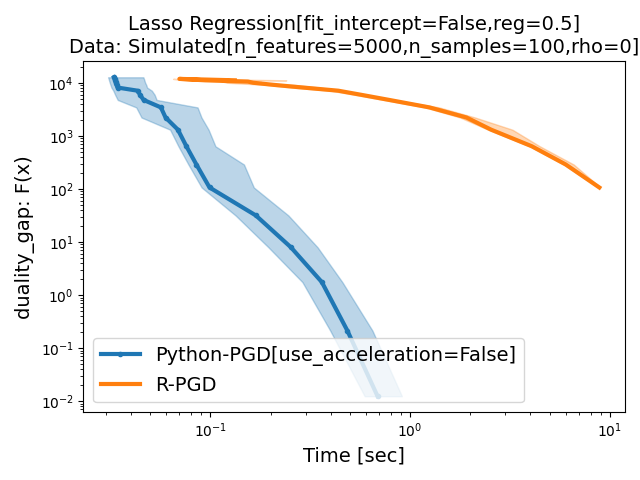 Lasso Regression[fit_intercept=False,reg=0.5]
Data: Simulated[n_features=5000,n_samples=100,rho=0]
duality_gap: F(x)
10⁴
10³
10²
10¹
10⁰
10⁻¹
10⁻²
Python-PGD[use_acceleration=False]
R-PGD
10⁻¹
10⁰
10¹
Time [sec]